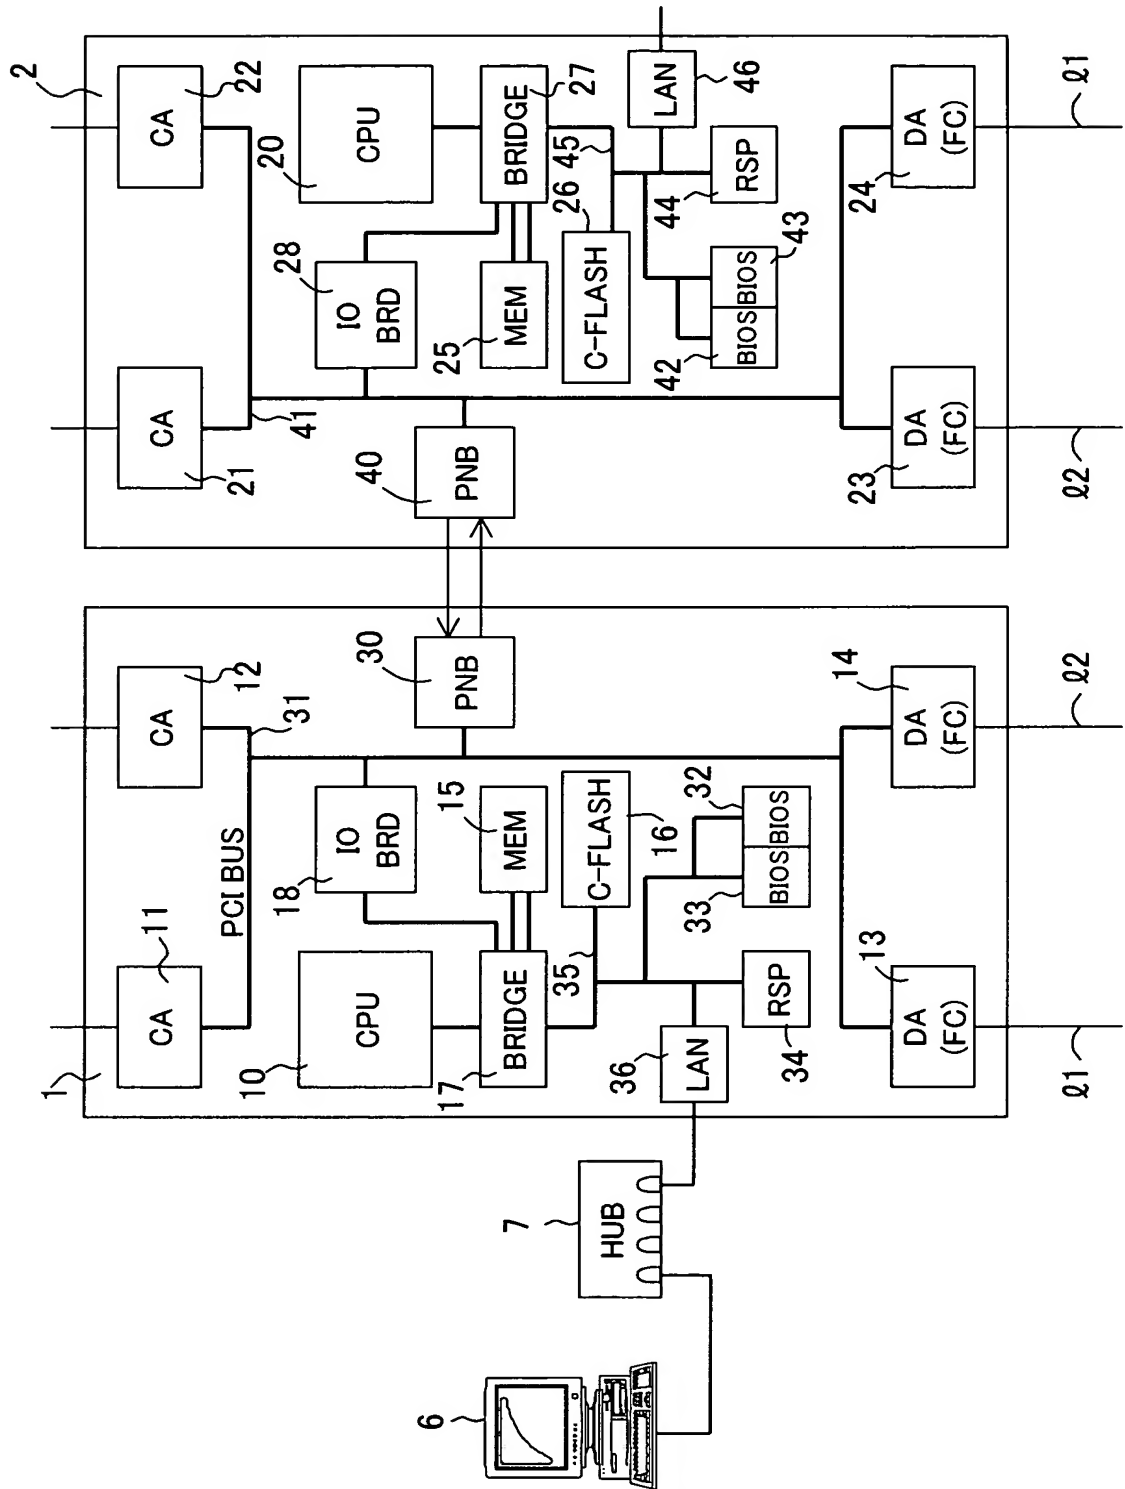 1
11
CA
PCI BUS
31
CA
12
10
CPU
18
IO
BRD
30
PNB
17
BRIDGE
15
MEM
35
C-FLASH
16
36
LAN
34
RSP
33
BIOS
BIOS
32
13
DA
(FC)
14
DA
(FC)
ℓ1
ℓ2
7
HUB
6
2
CA
21
41
CA
22
20
CPU
28
IO
BRD
40
PNB
25
MEM
BRIDGE
27
26
C-FLASH
45
LAN
46
44
RSP
42
BIOS
BIOS
43
23
DA
(FC)
24
DA
(FC)
ℓ2
ℓ1